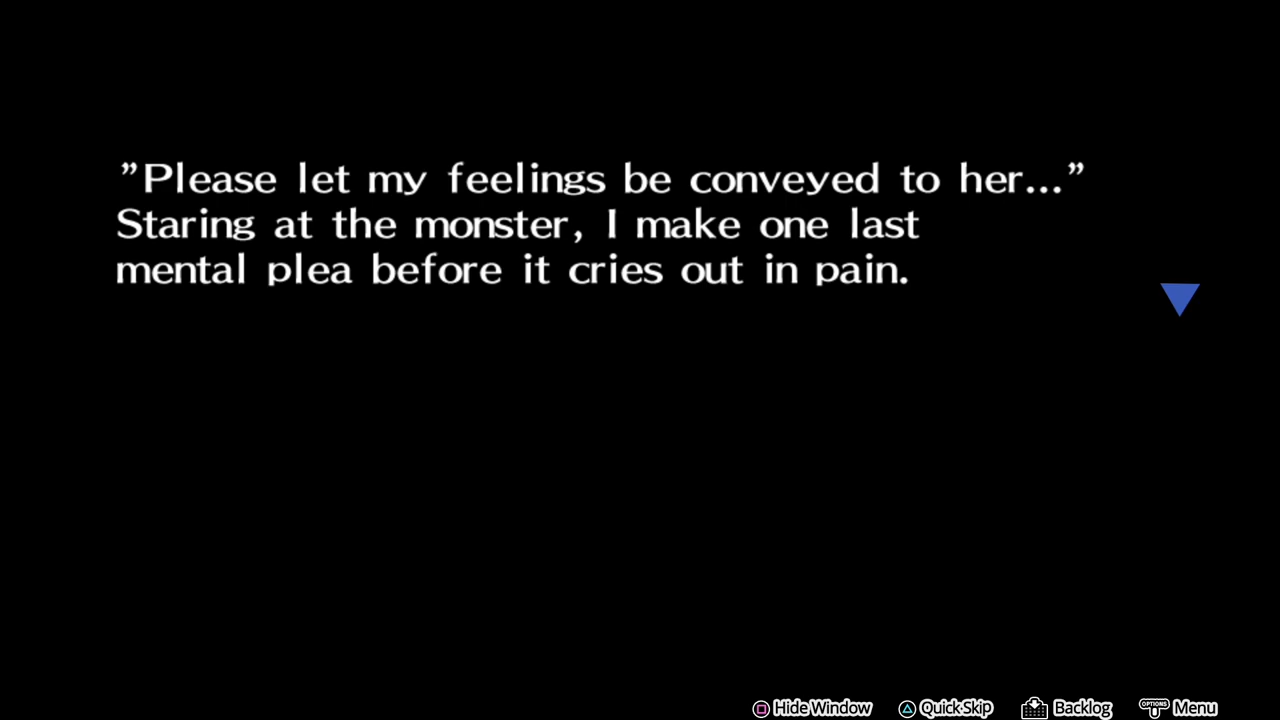 ”Please let my feelings be conveyed to her...”
Staring at the monster, I make one last
mental plea before it cries out in pain.
Hide Window Quick Skip Backlog OPTIONS Menu